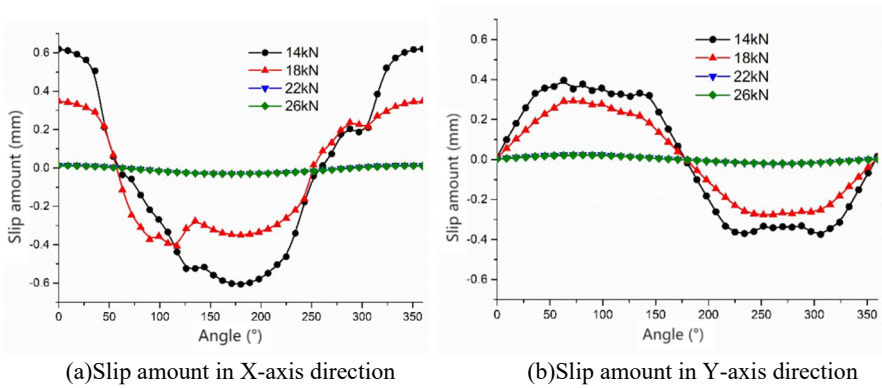 0.6
0.4
0.2
0.0
-0.2
-0.4
-0.6
Slip amount (mm)
14kN
18kN
22kN
26kN
0 50 100 150 200 250 300 350
Angle (°)
(a)Slip amount in X-axis direction
0.6
0.4
0.2
0.0
-0.2
-0.4
-0.6
Slip amount (mm)
14kN
18kN
22kN
26kN
0 50 100 150 200 250 300 350
Angle (°)
(b)Slip amount in Y-axis direction